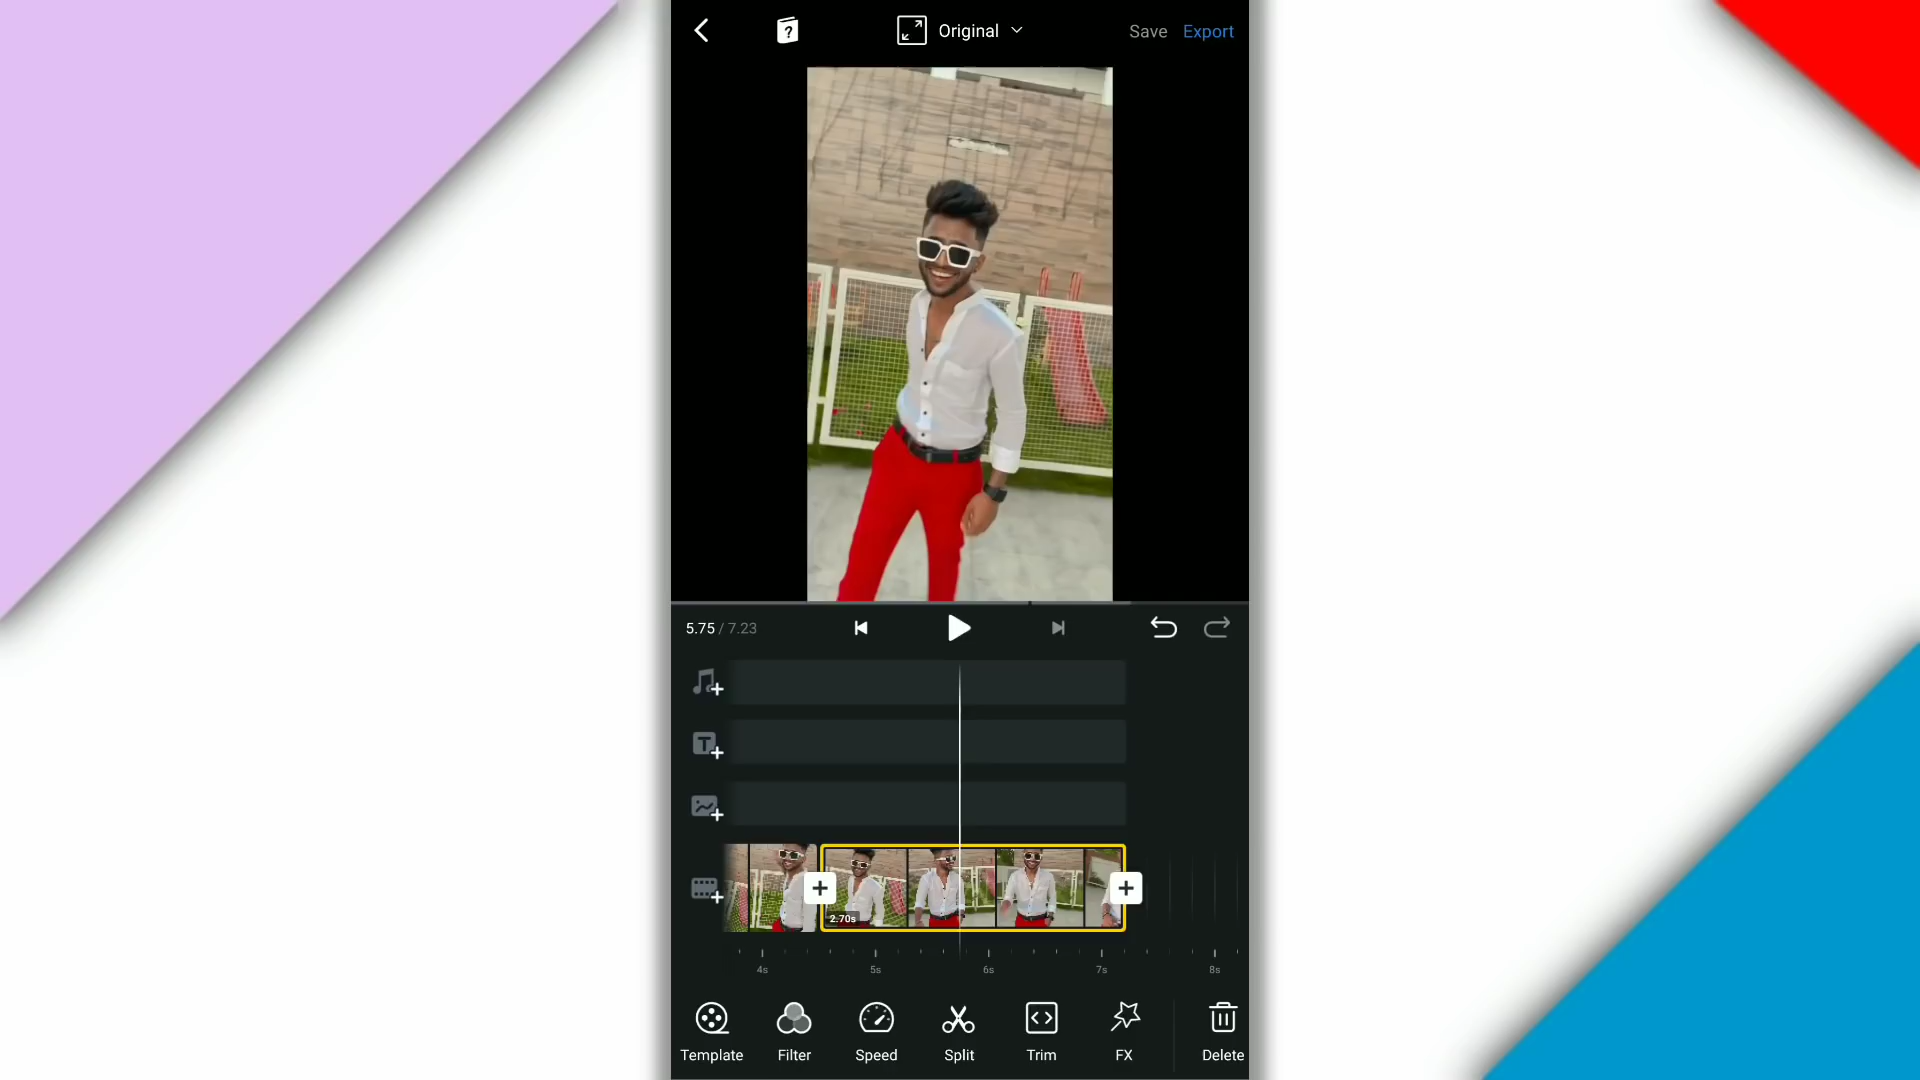 Original
Save
Export
5.75 / 7.23
2.70s
4s
5s
6s
7s
8s
Template
Filter
Speed
Split
Trim
FX
Delete